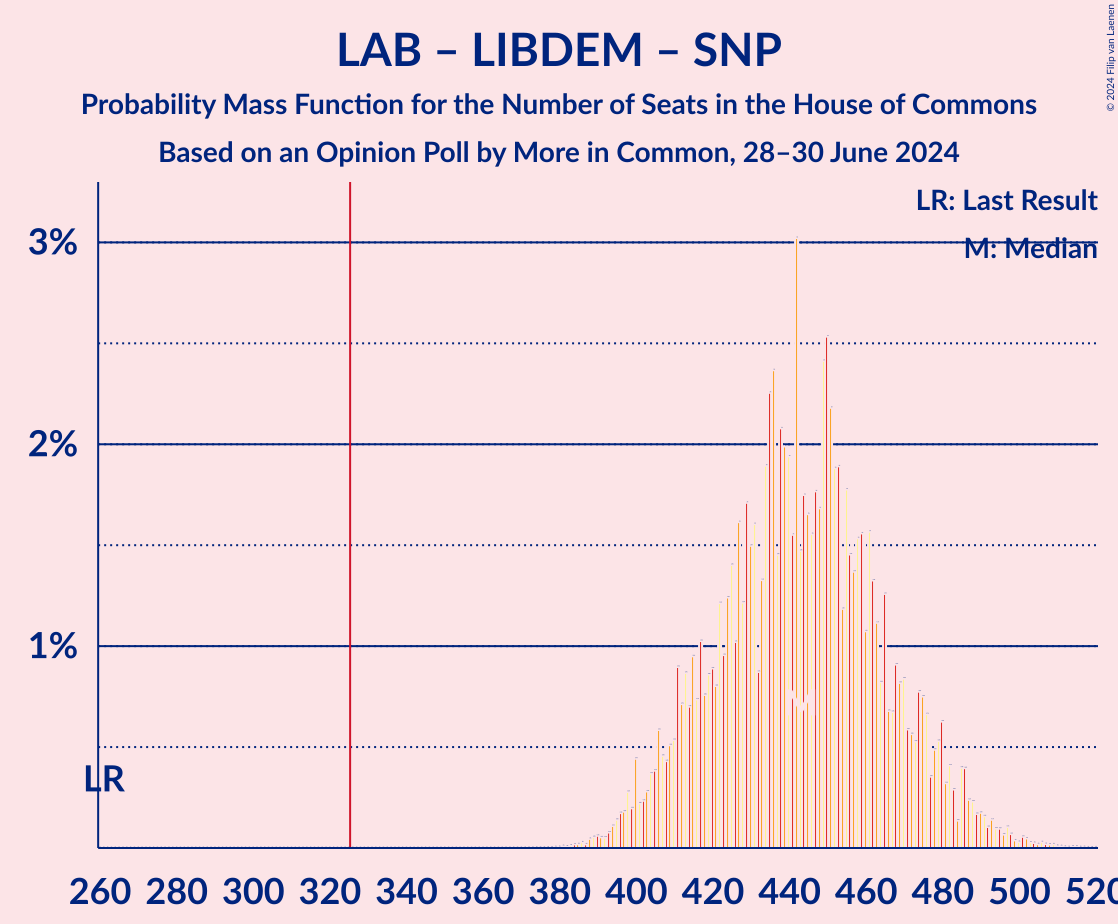 LAB – LIBDEM – SNP
Probability Mass Function for the Number of Seats in the House of Commons
Based on an Opinion Poll by More in Common, 28–30 June 2024
© 2024 Filip van Laenen
LR: Last Result
M: Median
3%
2%
1%
LR
260 280 300 320 340 360 380 400 420 440 460 480 500 520